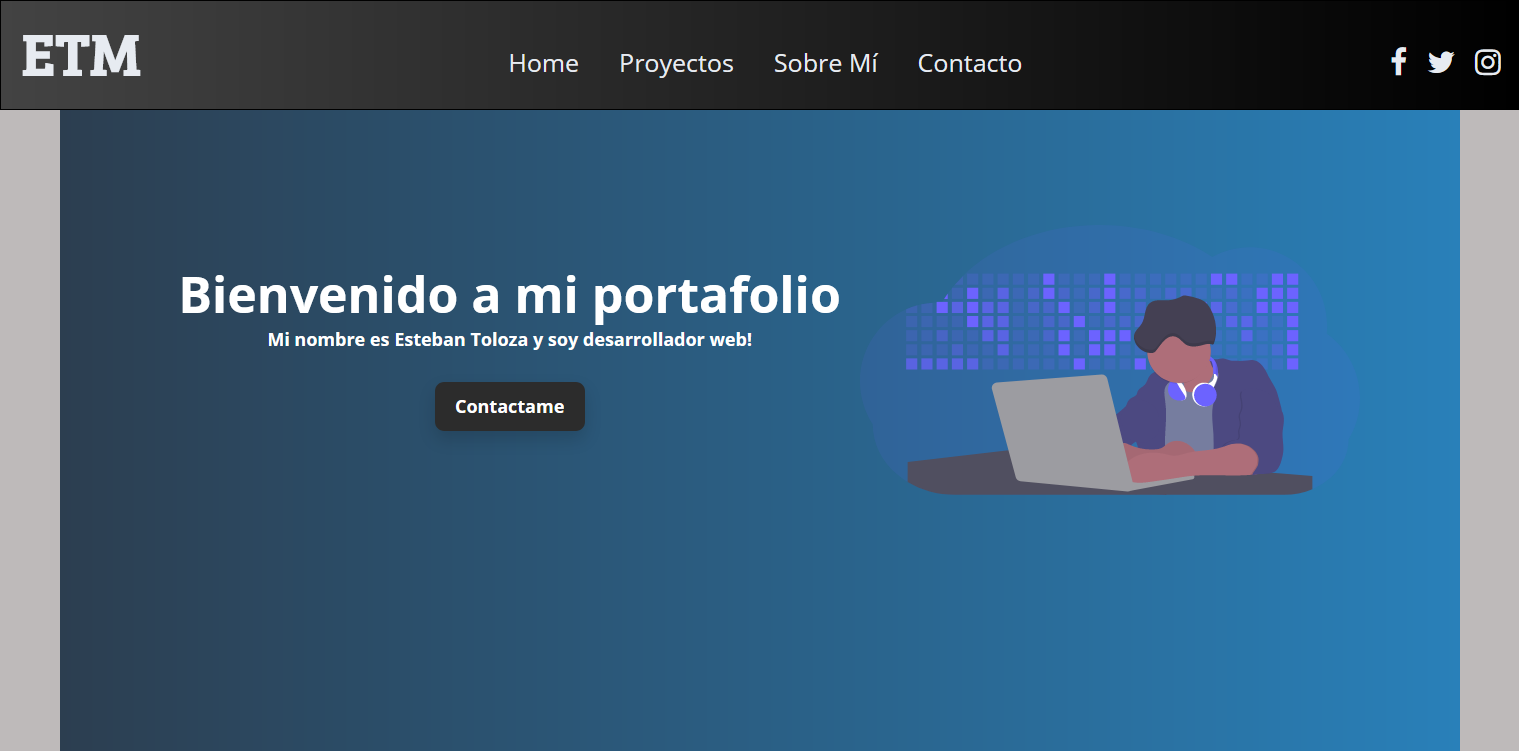 ETM
Home Proyectos Sobre Mí Contacto
Bienvenido a mi portafolio
Mi nombre es Esteban Toloza y soy desarrollador web!
Contactame